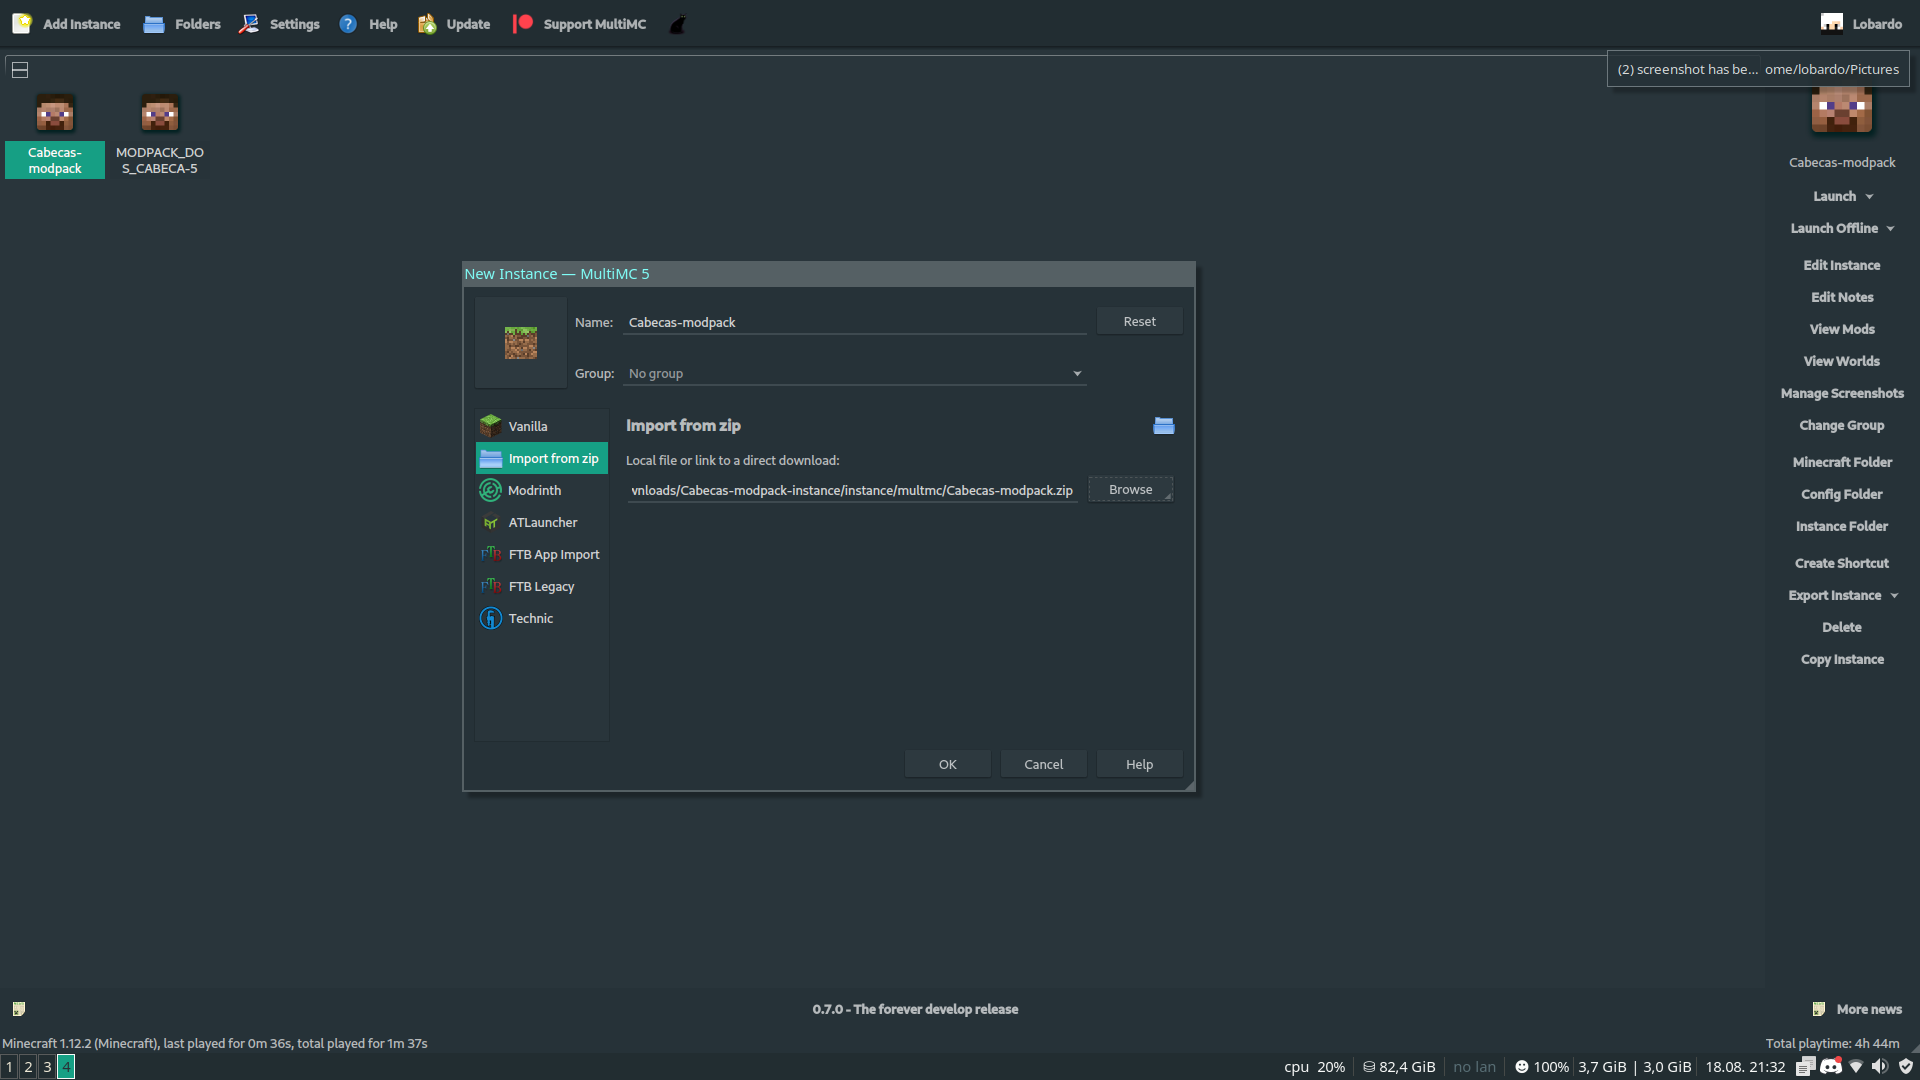 Add Instance Folders Settings Help Update Support MultiMC Lobardo
(2) screenshot has be... ome/lobardo/Pictures
Cabecas-
modpack
MODPACK_DO
S_CABECA-5
Cabecas-modpack
Launch
Launch Offline
Edit Instance
Edit Notes
View Mods
View Worlds
Manage Screenshots
Change Group
Minecraft Folder
Config Folder
Instance Folder
Create Shortcut
Export Instance
Delete
Copy Instance
New Instance — MultiMC 5
Name: Cabecas-modpack Reset
Group: No group
Vanilla
Import from zip
Modrinth
ATLauncher
FTB App Import
FTB Legacy
Technic
Import from zip
Local file or link to a direct download:
vnloads/Cabecas-modpack-instance/instance/multmc/Cabecas-modpack.zip Browse
OK Cancel Help
0.7.0 - The forever develop release More news
Minecraft 1.12.2 (Minecraft), last played for 0m 36s, total played for 1m 37s Total playtime: 4h 44m
1 2 3 4 cpu 20% 82,4 GiB no lan 100% 3,7 GiB | 3,0 GiB 18.08. 21:32